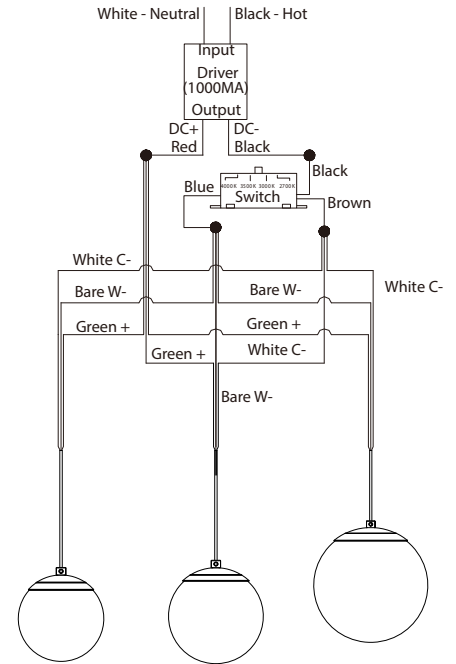 White - Neutral Black - Hot
Input
Driver
(1000MA)
Output
DC+ DC-
Red Black
Black
4000K 3500K 3000K 2700K
Blue Switch
Brown
White C-
White C-
Bare W- Bare W-
Green + Green +
Green + White C-
Bare W-